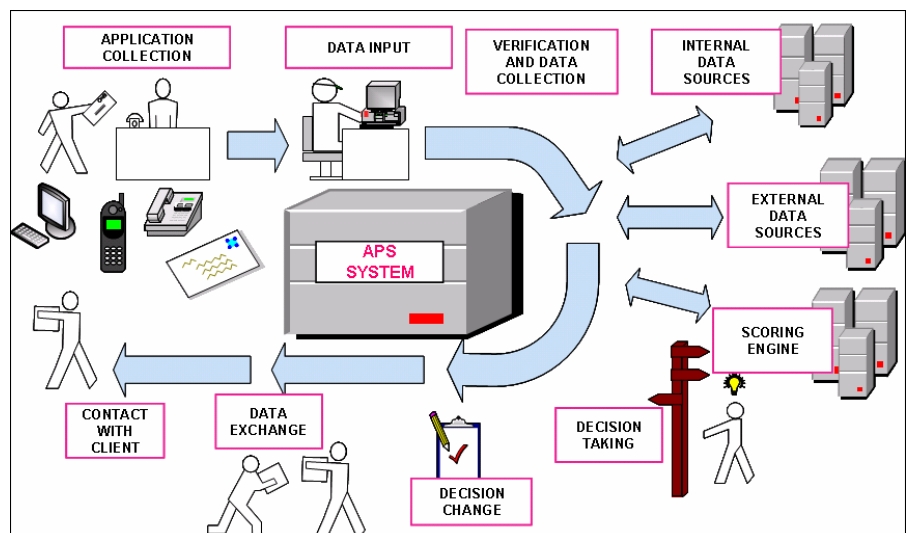 APPLICATION
COLLECTION
DATA INPUT
VERIFICATION
AND DATA
COLLECTION
INTERNAL
DATA
SOURCES
EXTERNAL
DATA
SOURCES
APS
SYSTEM
SCORING
ENGINE
DECISION
TAKING
DECISION
CHANGE
DATA
EXCHANGE
CONTACT
WITH
CLIENT